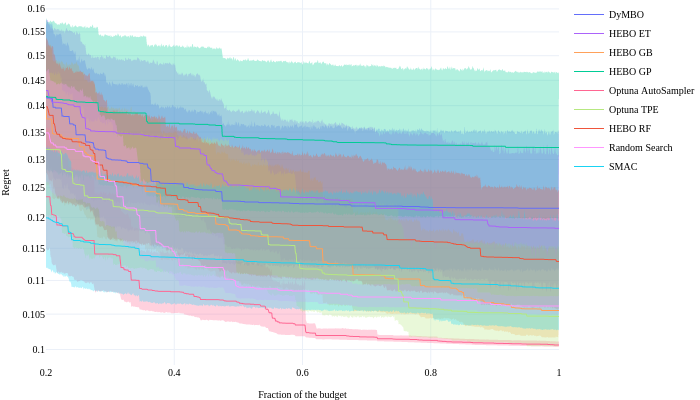 0.16
0.155
0.15
0.145
0.14
0.135
0.13
0.125
0.12
0.115
0.11
0.105
0.1
Regret
0.2
0.4
0.6
0.8
1
Fraction of the budget
DyMBO
HEBO ET
HEBO GB
HEBO GP
Optuna AutoSampler
Optuna TPE
HEBO RF
Random Search
SMAC